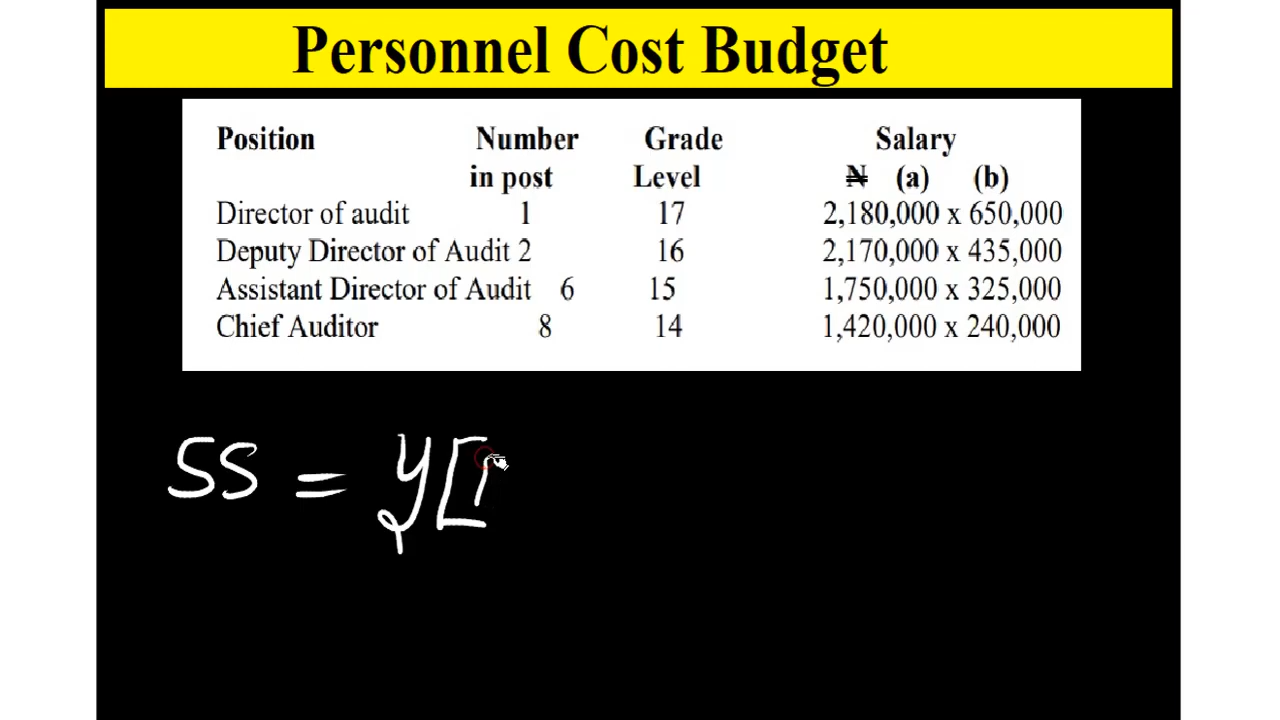 Personnel Cost Budget
Position Number Grade Salary
in post Level N (a) (b)
Director of audit 1 17 2,180,000 x 650,000
Deputy Director of Audit 2 16 2,170,000 x 435,000
Assistant Director of Audit 6 15 1,750,000 x 325,000
Chief Auditor 8 14 1,420,000 x 240,000
SS = y[